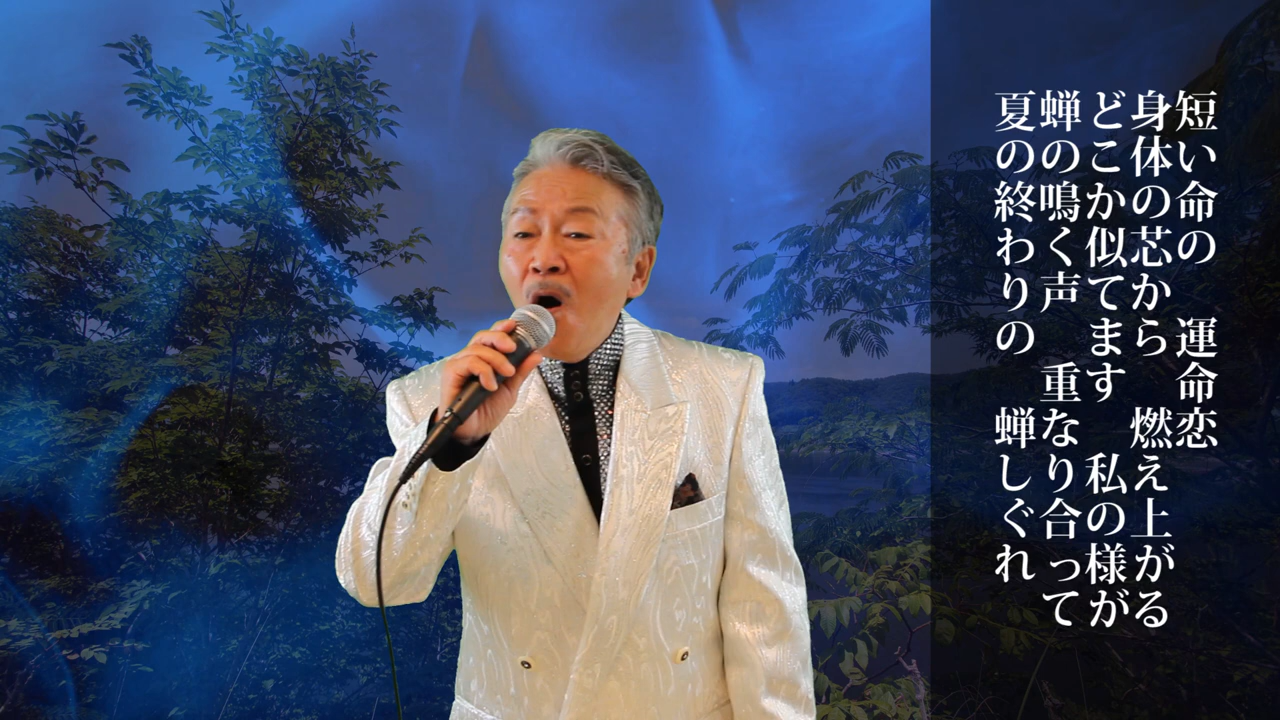 短い命の　運命恋
身体の芯から　燃え上がる
どこか似てます　私の様が
蝉の鳴く声　重なり合って
夏の終わりの　蝉しぐれ